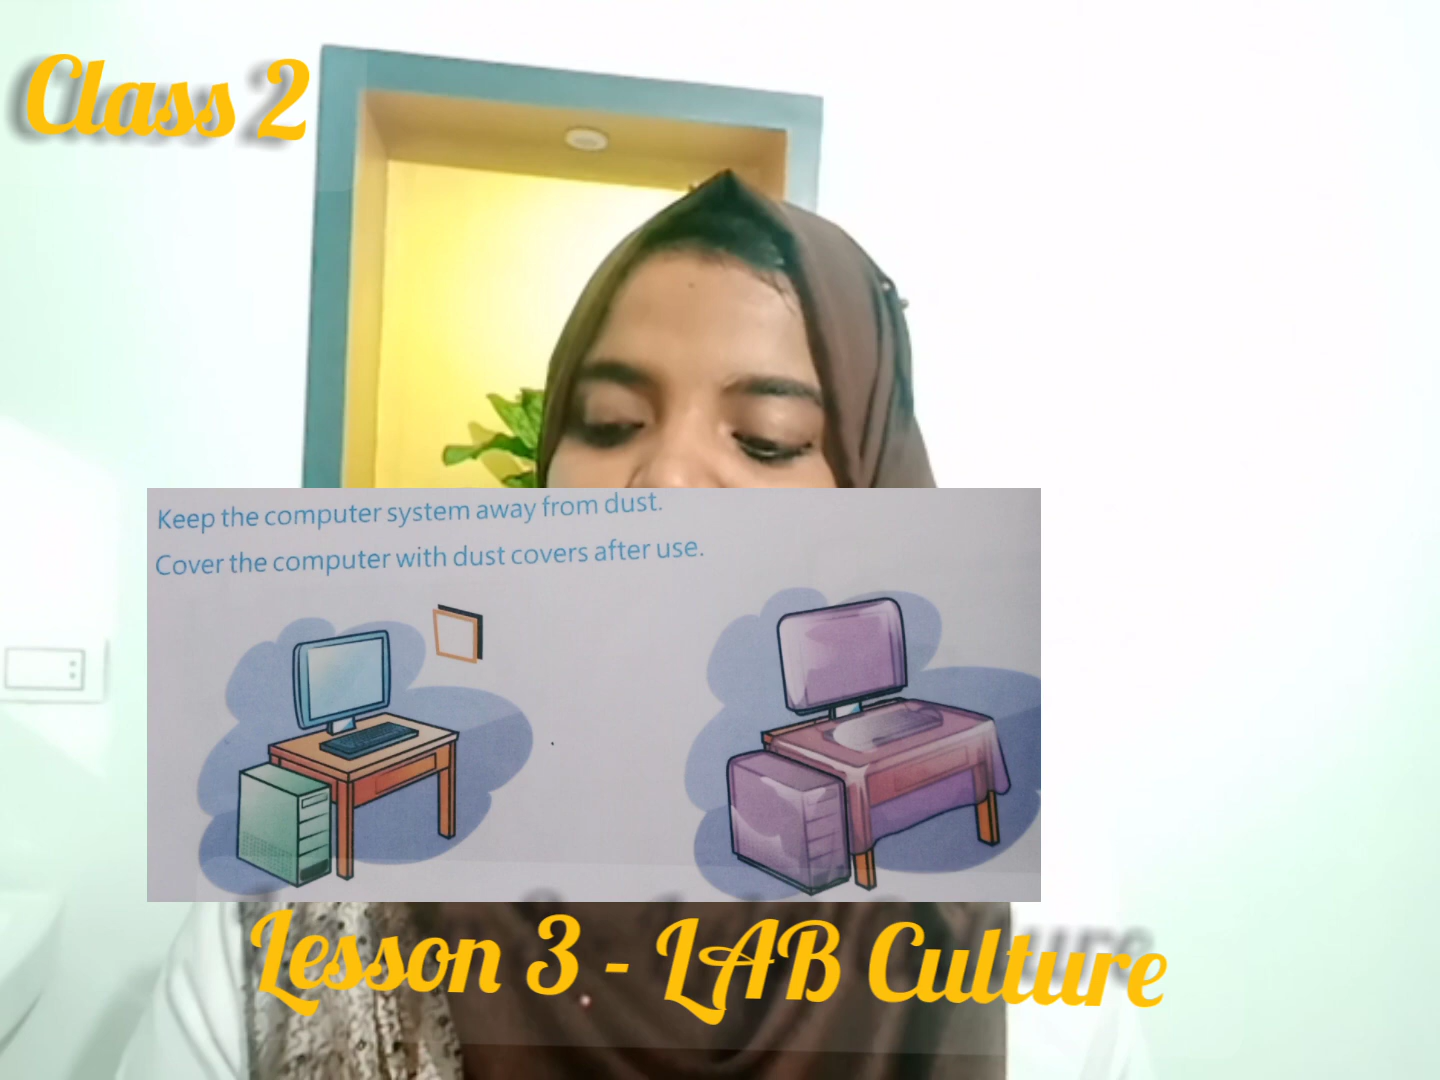 Class 2
Keep the computer system away from dust.
Cover the computer with dust covers after use.
Lesson 3 - LAB Culture